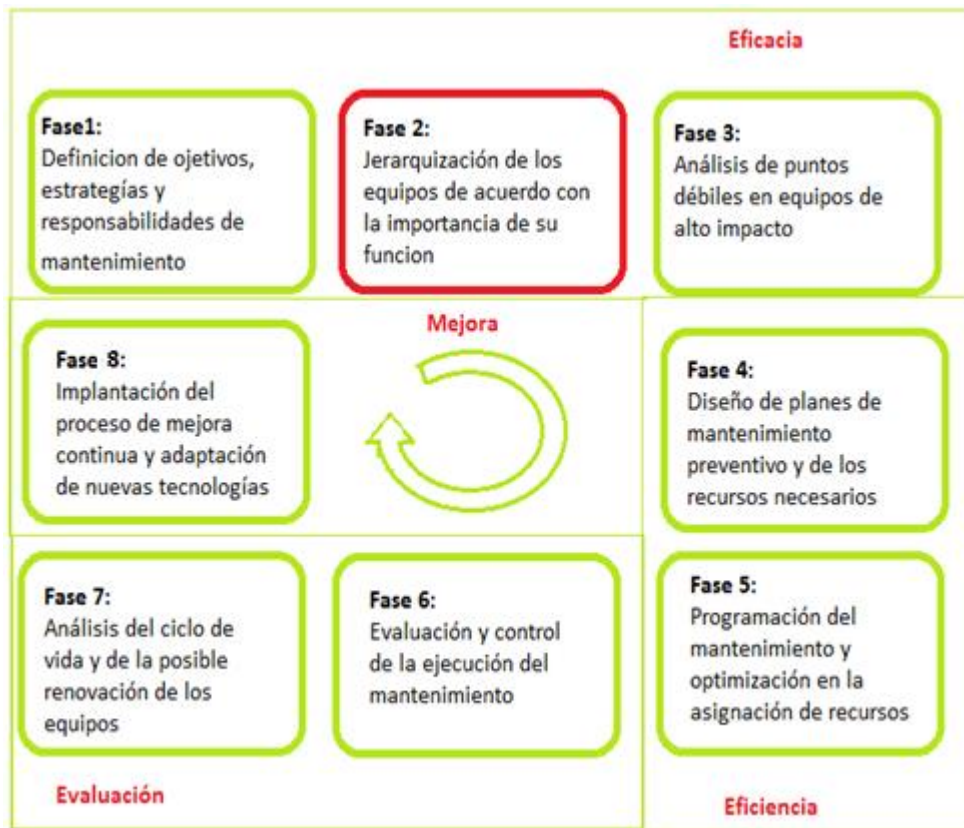 Eficacia
Fase1:
Definicion de ojetivos,
estrategías y
responsabilidades de
mantenimiento
Fase 2:
Jerarquización de los
equipos de acuerdo con
la importancia de su
funcion
Fase 3:
Análisis de puntos
débiles en equipos de
alto impacto
Mejora
Fase 8:
Implantación del
proceso de mejora
continua y adaptación
de nuevas tecnologías
Fase 4:
Diseño de planes de
mantenimiento
preventivo y de los
recursos necesarios
Fase 7:
Análisis del ciclo de
vida y de la posible
renovación de los
equipos
Fase 6:
Evaluación y control
de la ejecución del
mantenimiento
Fase 5:
Programación del
mantenimiento y
optimización en la
asignación de recursos
Evaluación
Eficiencia